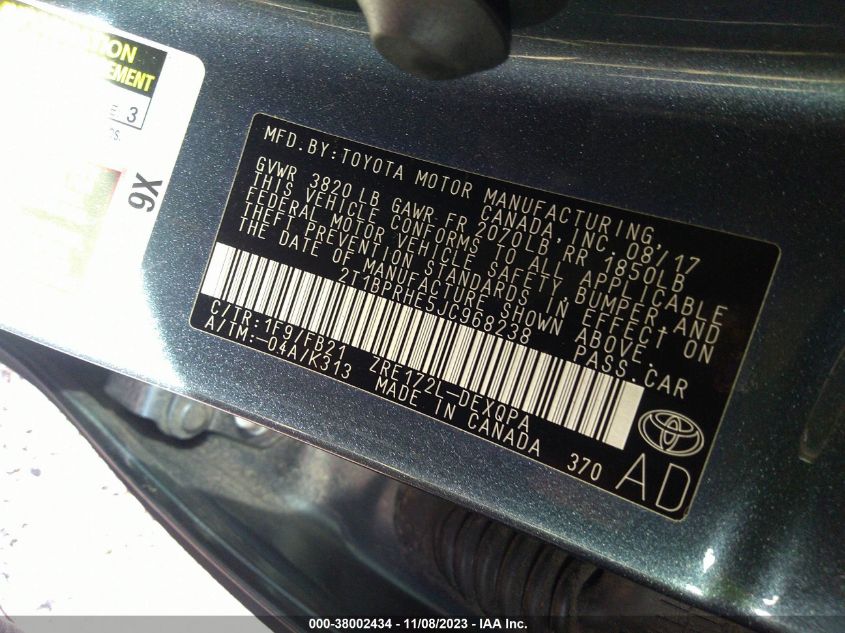 MFD.BY:TOYOTA MOTOR MANUFACTURING,
CANADA, INC. 08/17
GVWR 3820 LB GAWR FR 2070LB,RR 1850LB
THIS VEHICLE CONFORMS TO ALL APPLICABLE
FEDERAL MOTOR VEHICLE SAFETY BUMPER,AND
THEFT PREVENTION STANDARDS IN EFFECT ON
THE DATE OF MANUFACTURE SHOWN ABOVE.
2T1BPRHE5JC968238 PASS.CAR
C/TR:1F9/FB21 ZRE172L-DEXQPA
A/TM:-04A/K313 MADE IN CANADA 370
AD
EMENT
3
9X
000-38002434 - 11/08/2023 - IAA Inc.